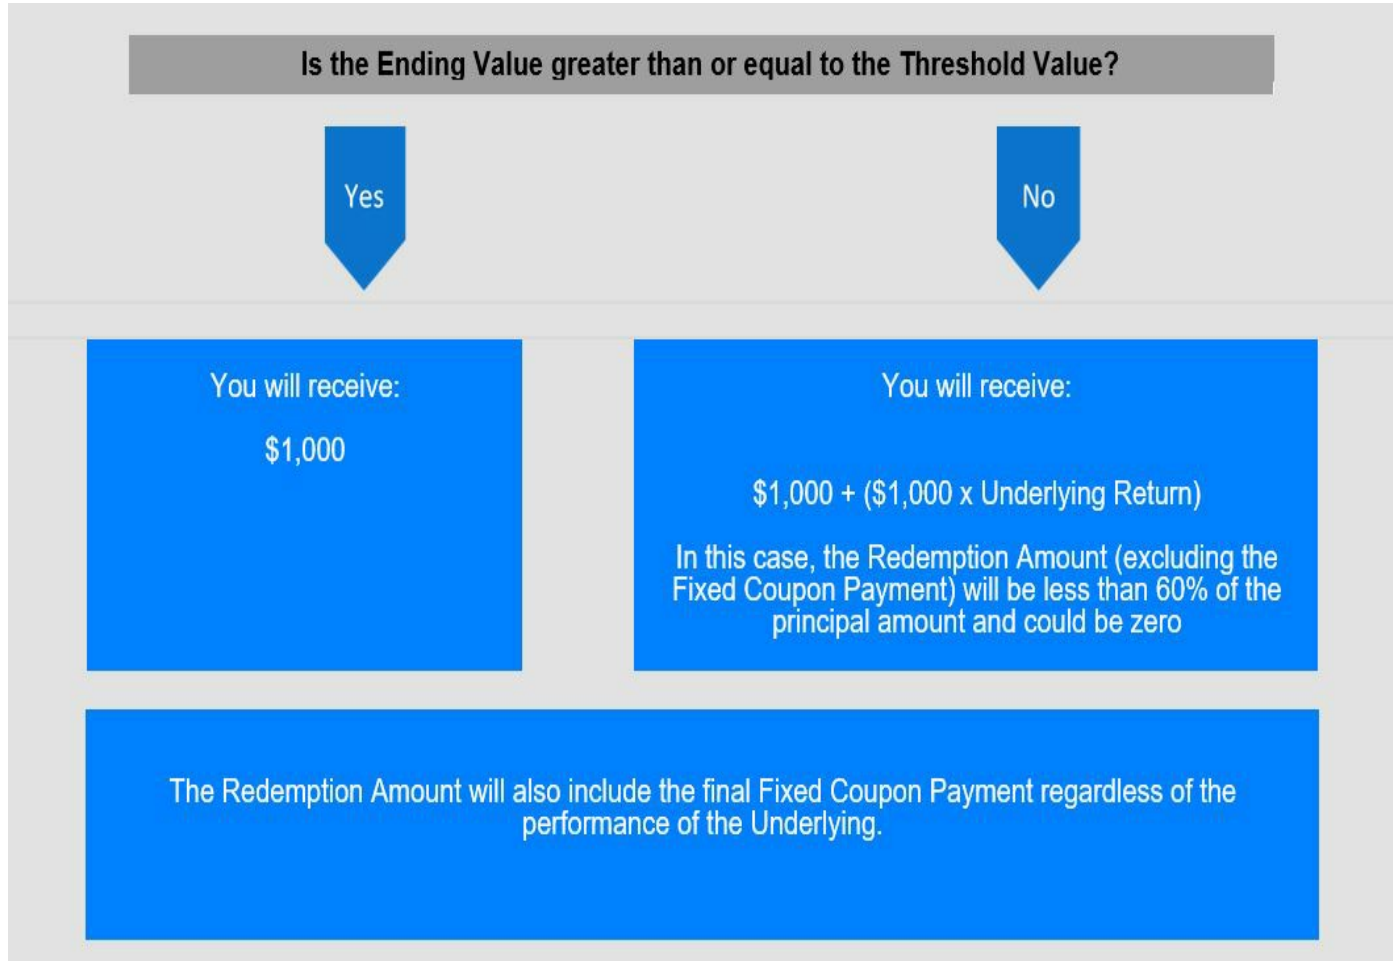 Is the Ending Value greater than or equal to the Threshold Value?
Yes
No
You will receive:
$1,000
You will receive:
$1,000 + ($1,000 x Underlying Return)
In this case, the Redemption Amount (excluding the
Fixed Coupon Payment) will be less than 60% of the
principal amount and could be zero
The Redemption Amount will also include the final Fixed Coupon Payment regardless of the
performance of the Underlying.